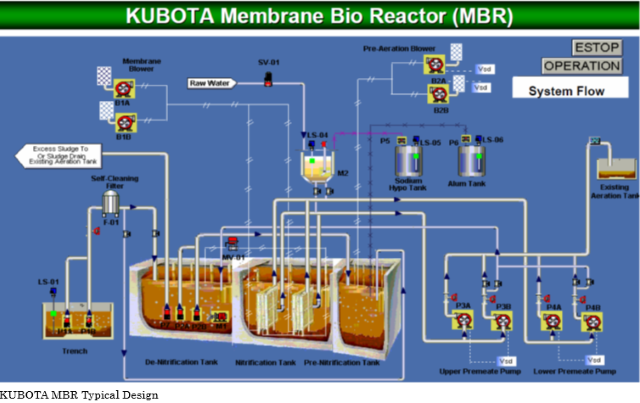 KUBOTA Membrane Bio Reactor (MBR)
Membrane
Blower
B1A
B1B
SV-01
Raw Water
Pre-Aeration Blower
B2A
B2B
Vsd
Vsd
ESTOP
OPERATION
System Flow
Excess Sludge To
Or Sludge Drain
Existing Aeration Tank
Self-Cleaning
Filter
F-01
LS-04
M2
P5
LS-05
Sodium
Hypo Tank
P6
LS-06
Alum Tank
Existing
Aeration Tank
MV-01
LS-01
Trench
De-Nitrification Tank
Nitrification Tank
Pre-Nitrification Tank
P3A
P3B
P4A
P4B
Vsd
Vsd
Upper Premeate Pump
Lower Premeate Pump
KUBOTA MBR Typical Design